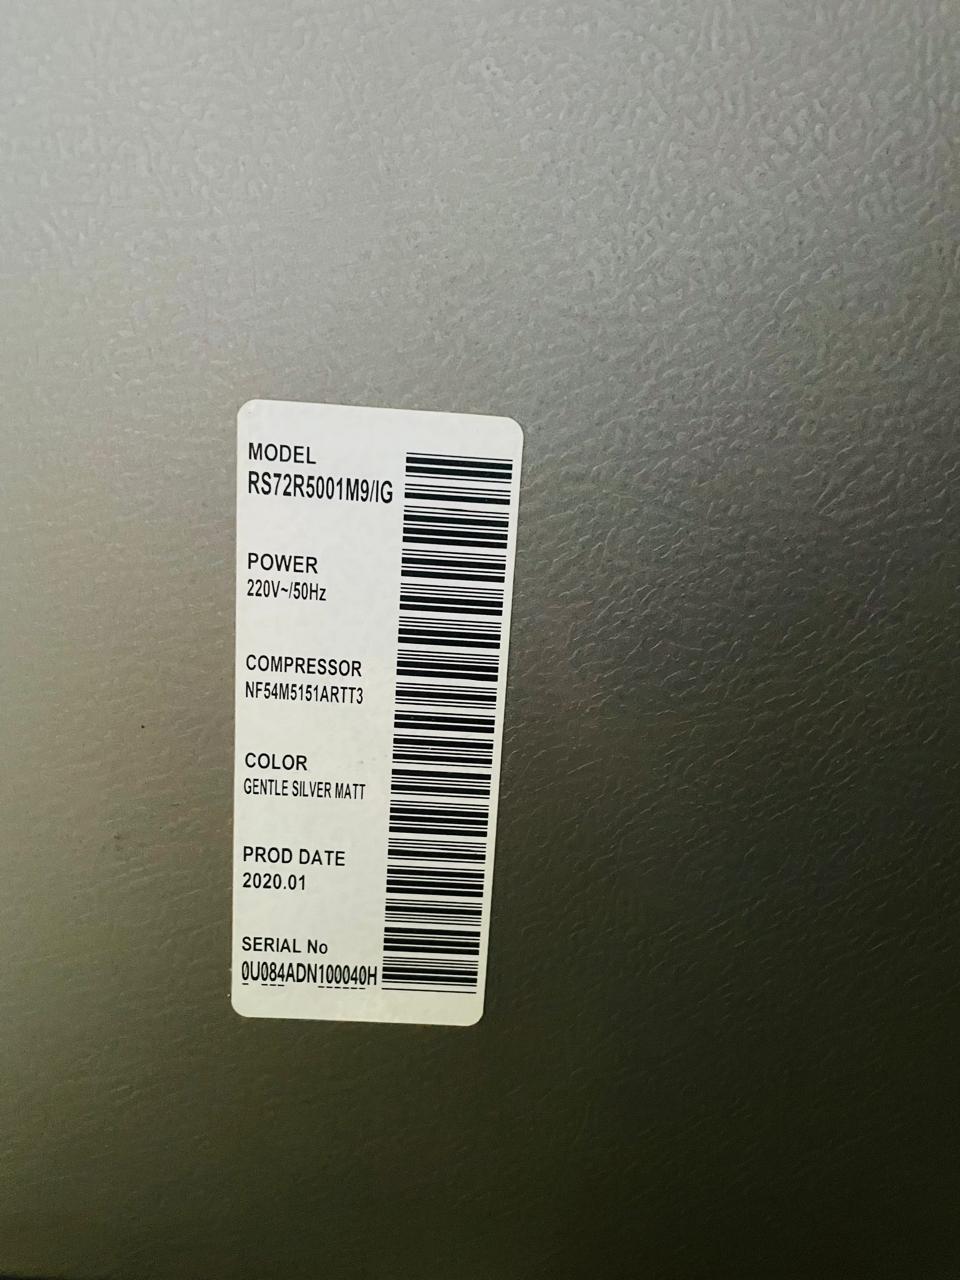 MODEL
RS72R5001M9/IG
POWER
220V~/50Hz
COMPRESSOR
NF54M5151ARTT3
COLOR
GENTLE SILVER MATT
PROD DATE
2020.01
SERIAL No
0U084ADN100040H